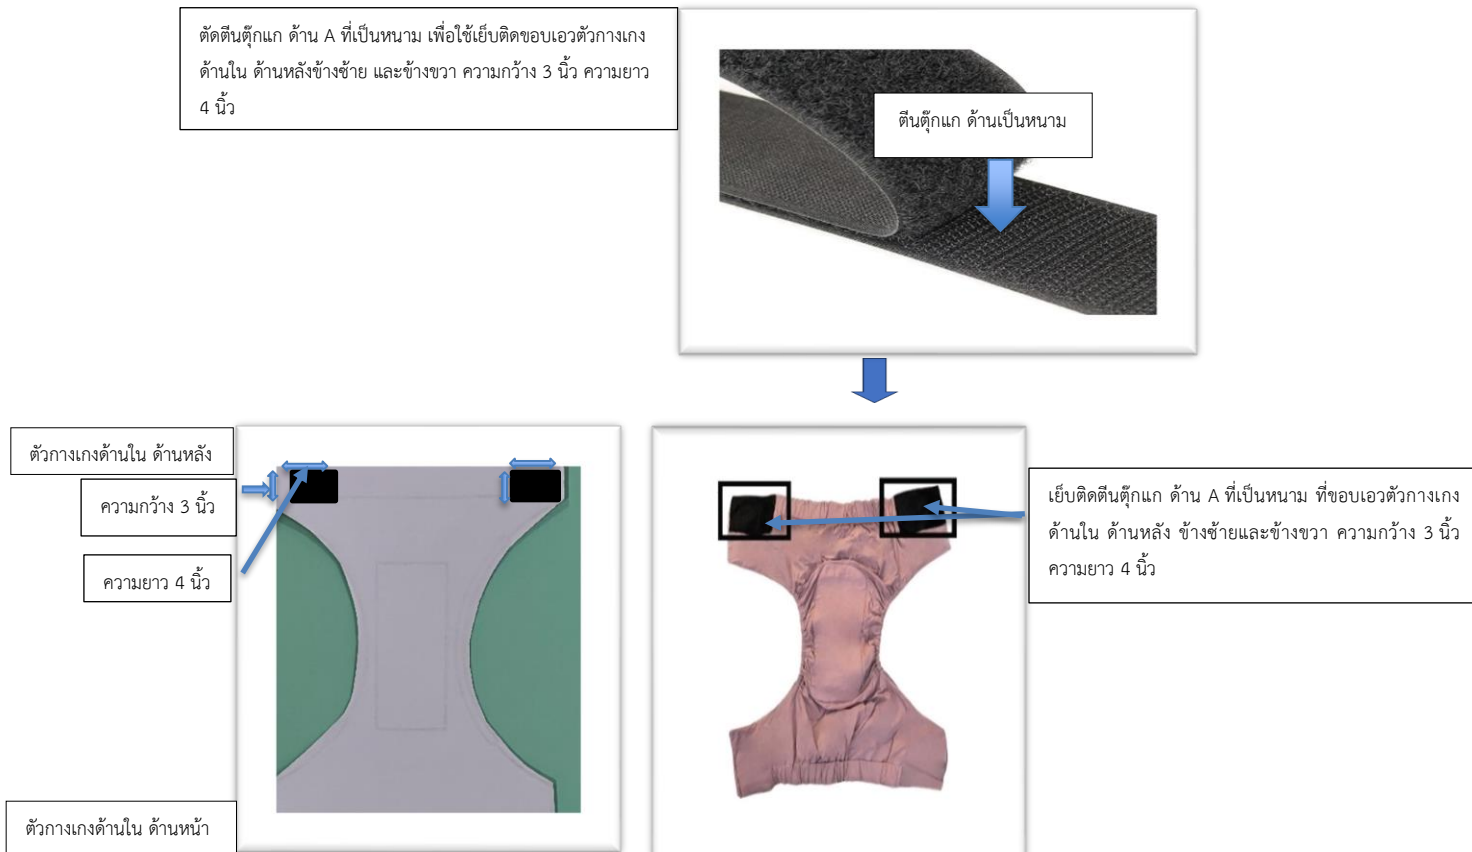 ตัดตีนตุ๊กแก ด้าน A ที่เป็นหนาม เพื่อใช้เย็บติดขอบเอวตัวกางเกง
ด้านใน ด้านหลังข้างซ้าย และข้างขวา ความกว้าง 3 นิ้ว ความยาว
4 นิ้ว
ตีนตุ๊กแก ด้านเป็นหนาม
ตัวกางเกงด้านใน ด้านหลัง
ความกว้าง 3 นิ้ว
ความยาว 4 นิ้ว
เย็บติดตีนตุ๊กแก ด้าน A ที่เป็นหนาม ที่ขอบเอวตัวกางเกง
ด้านใน ด้านหลัง ข้างซ้ายและข้างขวา ความกว้าง 3 นิ้ว
ความยาว 4 นิ้ว
ตัวกางเกงด้านใน ด้านหน้า